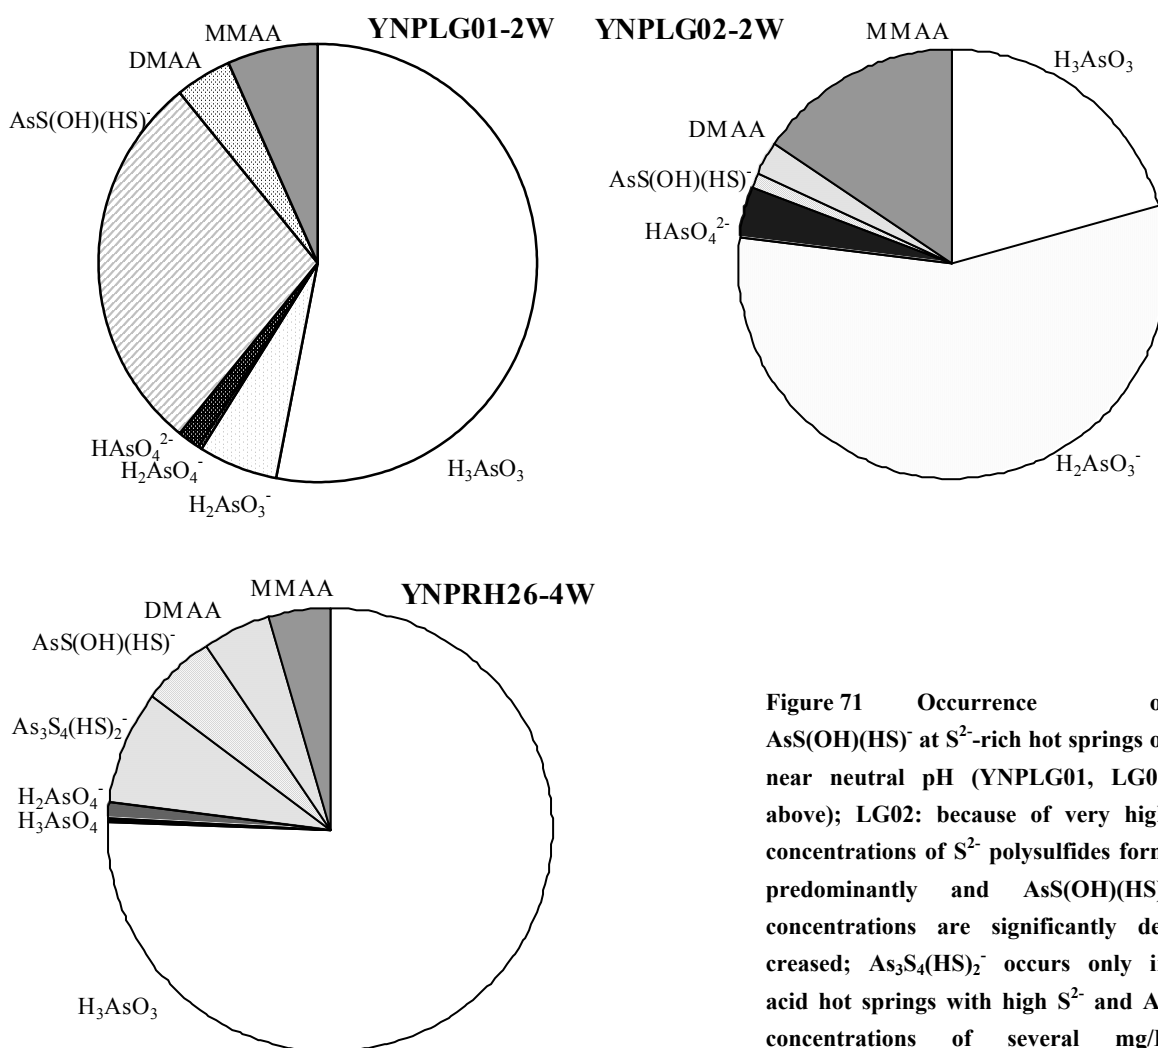 YNPLG01-2W
MMAA
DMAA
AsS(OH)(HS)⁻
HAsO₄²⁻
H₂AsO₄⁻
H₂AsO₃⁻
H₃AsO₃
YNPLG02-2W
MMAA
H₃AsO₃
DMAA
AsS(OH)(HS)⁻
HAsO₄²⁻
H₂AsO₃⁻
YNPRH26-4W
MMAA
DMAA
AsS(OH)(HS)⁻
As₃S₄(HS)₂⁻
H₂AsO₄⁻
H₃AsO₄
H₃AsO₃
Figure 71 Occurrence o
AsS(OH)(HS)⁻ at S²⁻-rich hot springs o
near neutral pH (YNPLG01, LG0
above); LG02: because of very high
concentrations of S²⁻ polysulfides form
predominantly and AsS(OH)(HS)
concentrations are significantly de
creased; As₃S₄(HS)₂⁻ occurs only i
acid hot springs with high S²⁻ and A
concentrations of several mg/